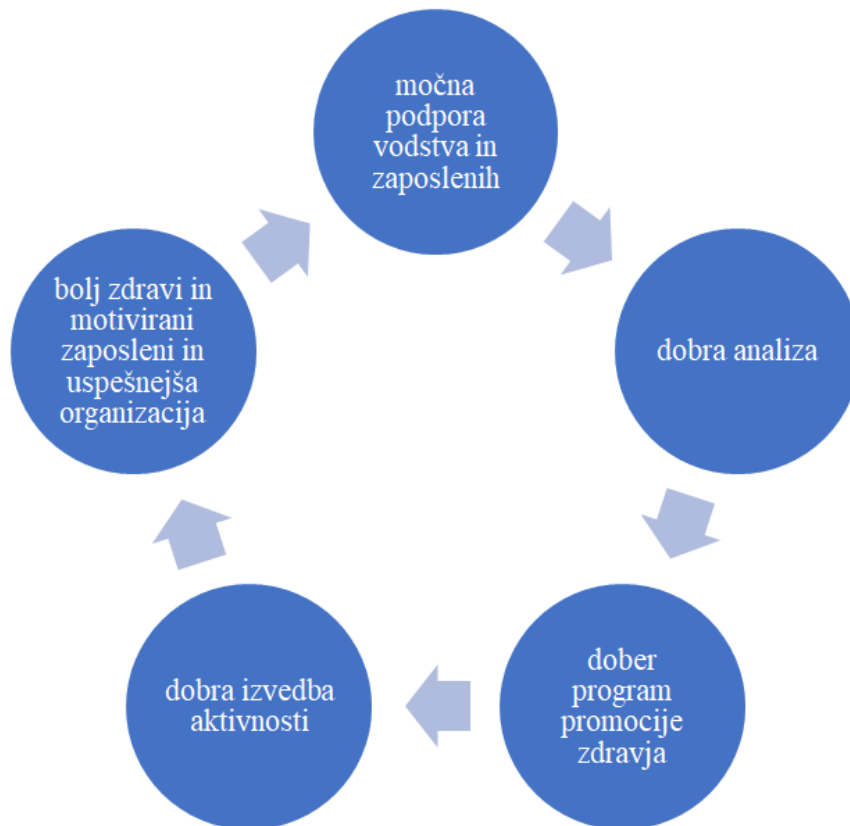 močna
podpora
vodstva in
zaposlenih
dobra analiza
dober
program
promocije
zdravja
dobra izvedba
aktivnosti
bolj zdravi in
motivirani
zaposleni in
uspešnejša
organizacija